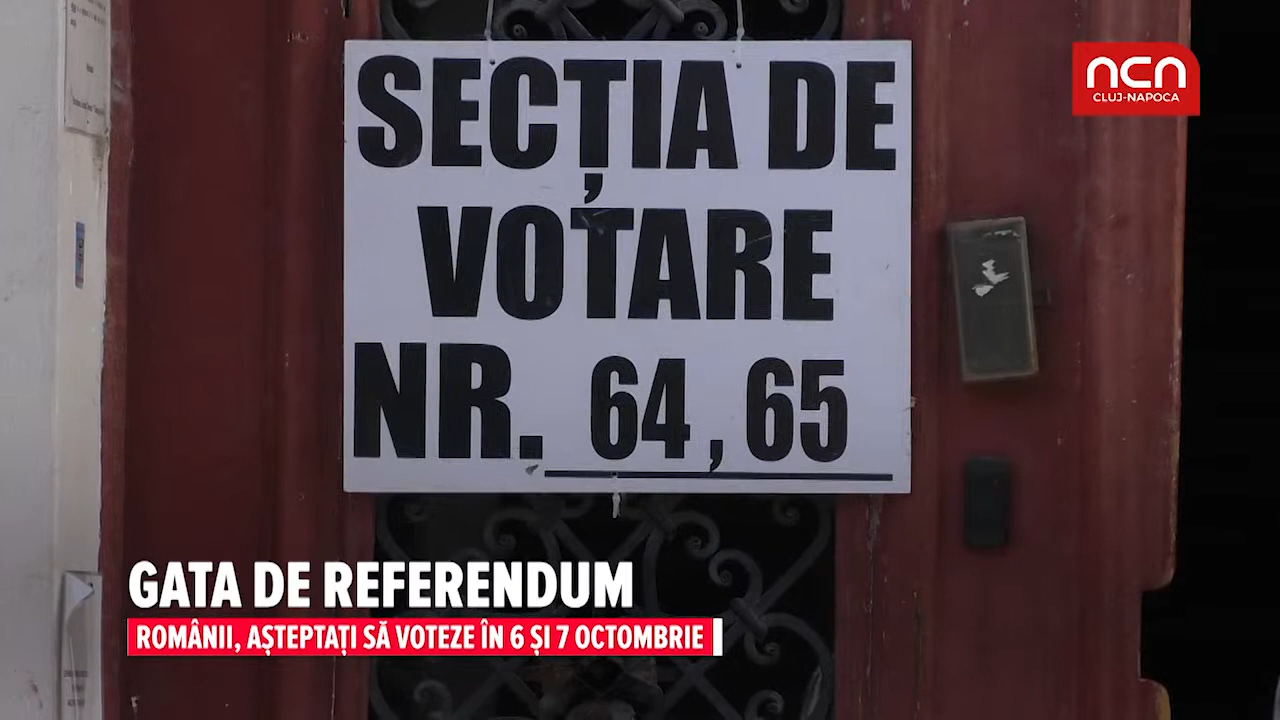 SECȚIA DE
VOTARE
NR. 64, 65
ncn
CLUJ-NAPOCA
GATA DE REFERENDUM
ROMÂNII, AȘTEPTAȚI SĂ VOTEZE ÎN 6 ȘI 7 OCTOMBRIE